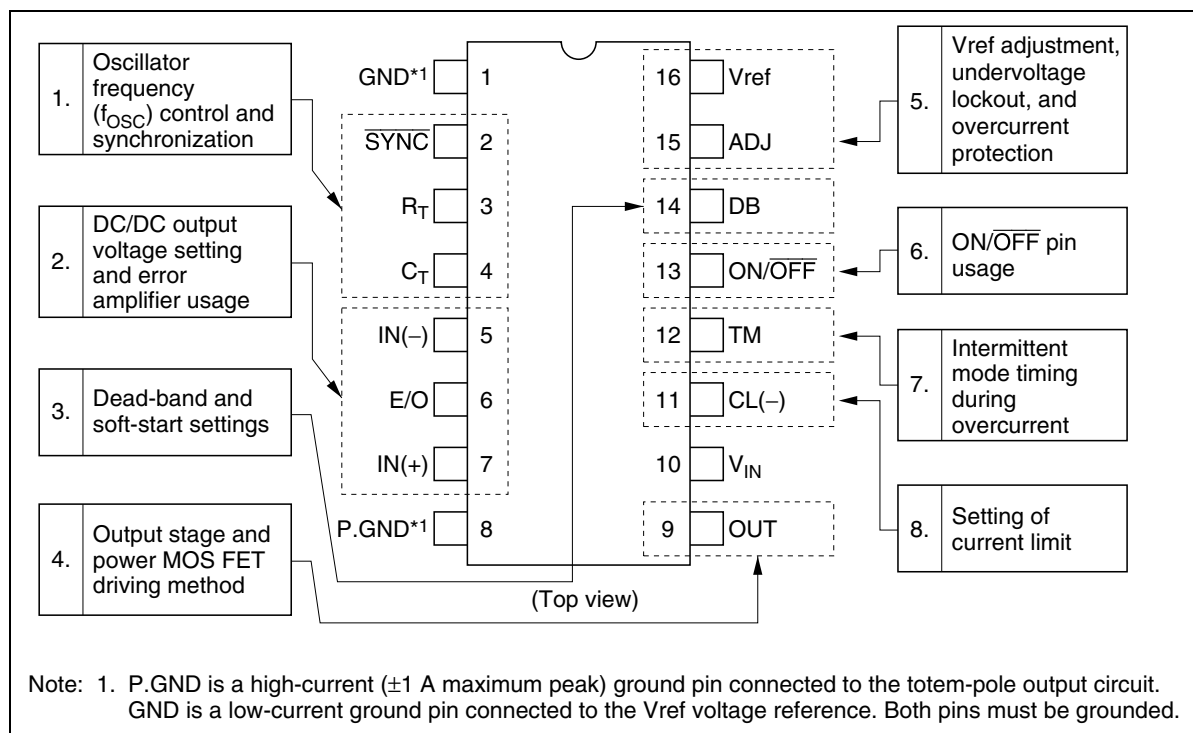 1.
Oscillator
frequency
(fOSC) control and
synchronization
2.
DC/DC output
voltage setting
and error
amplifier usage
3.
Dead-band and
soft-start settings
4.
Output stage and
power MOS FET
driving method
GND*1 1
SYNC 2
RT 3
CT 4
IN(−) 5
E/O 6
IN(+) 7
P.GND*1 8
16 Vref
15 ADJ
14 DB
13 ON/OFF
12 TM
11 CL(−)
10 VIN
9 OUT
(Top view)
5.
Vref adjustment,
undervoltage
lockout, and
overcurrent
protection
6.
ON/OFF pin
usage
7.
Intermittent
mode timing
during
overcurrent
8.
Setting of
current limit
Note: 1. P.GND is a high-current (±1 A maximum peak) ground pin connected to the totem-pole output circuit.
GND is a low-current ground pin connected to the Vref voltage reference. Both pins must be grounded.